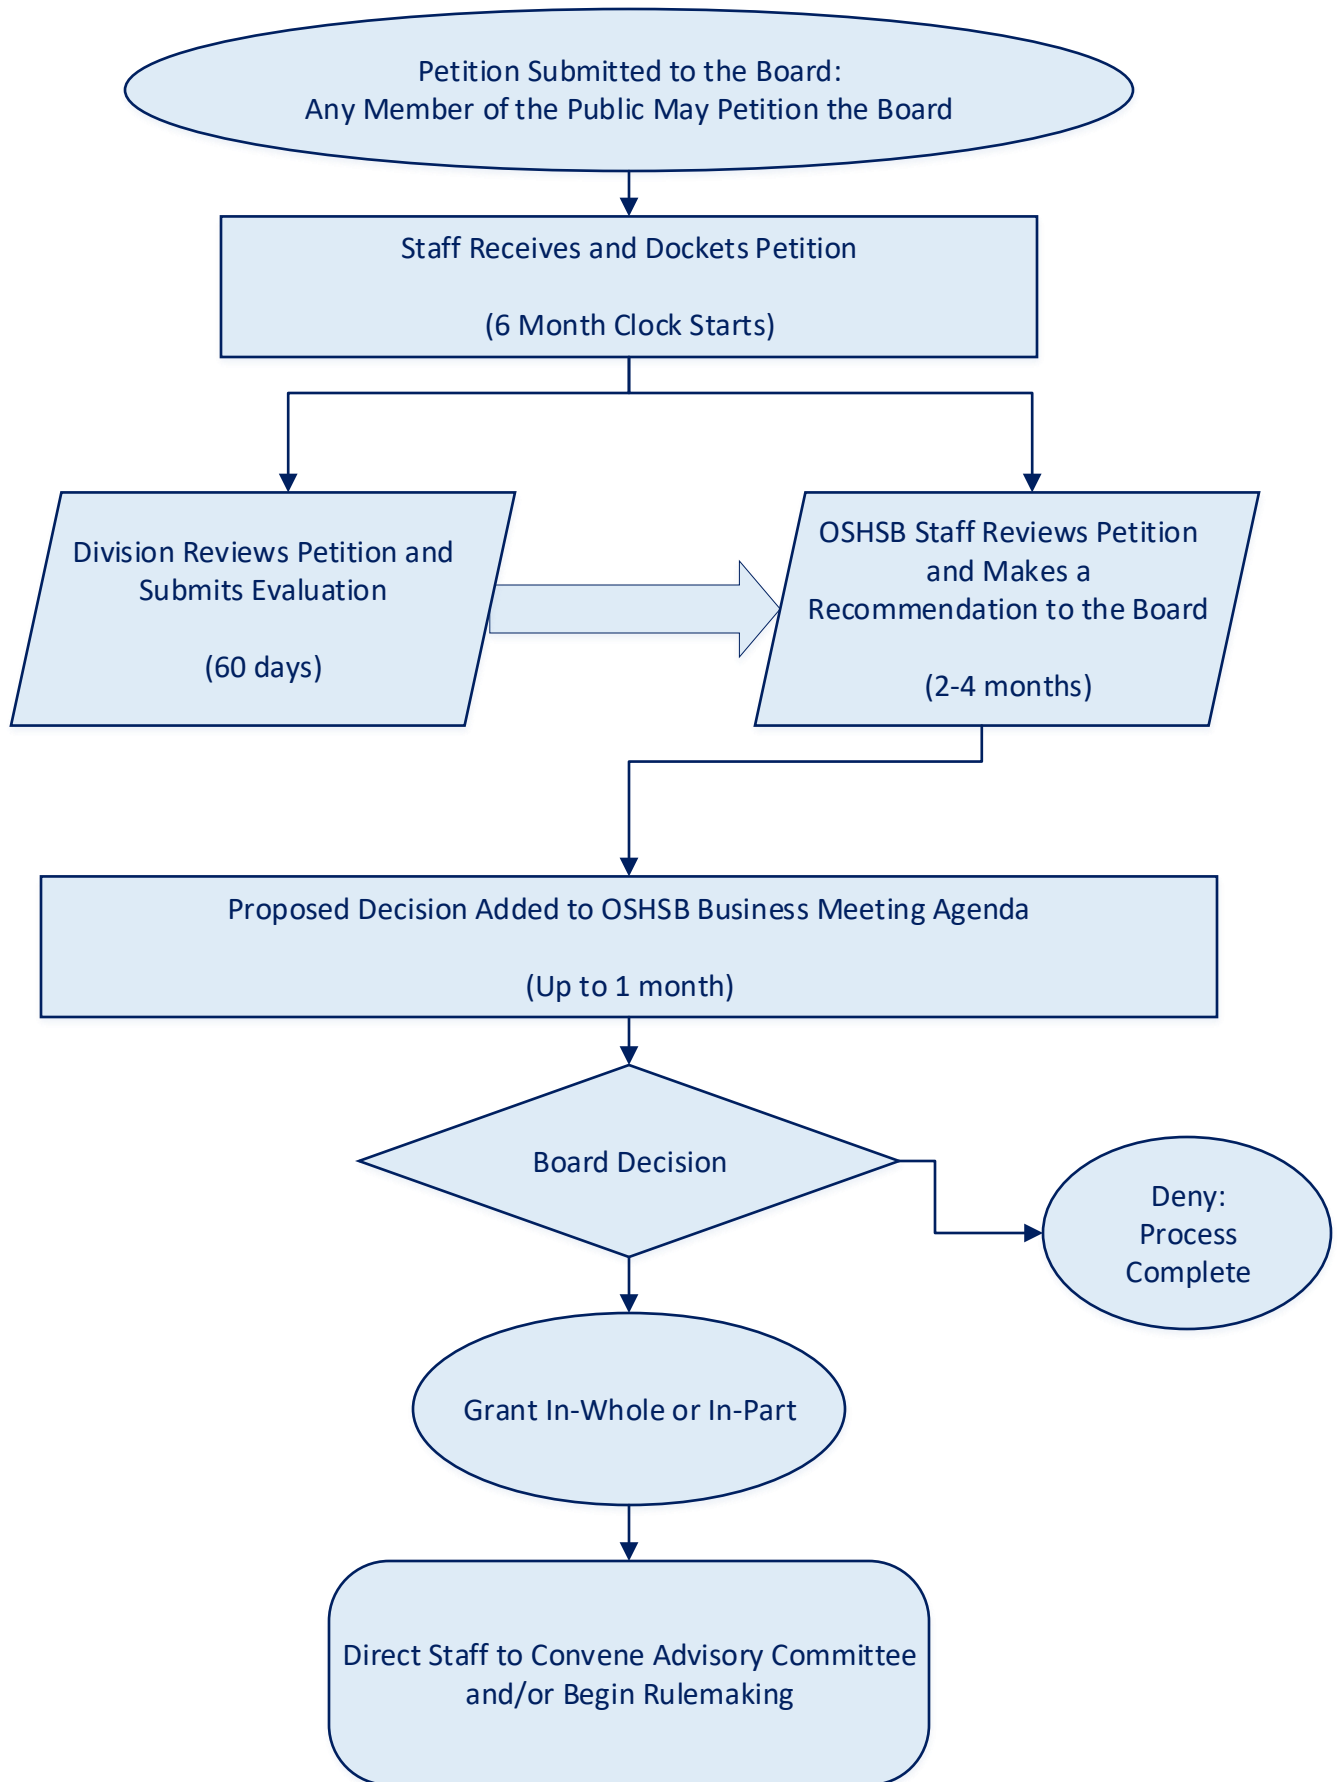 Petition Submitted to the Board:
Any Member of the Public May Petition the Board
Staff Receives and Dockets Petition
(6 Month Clock Starts)
Division Reviews Petition and
Submits Evaluation
(60 days)
OSHSB Staff Reviews Petition
and Makes a
Recommendation to the Board
(2-4 months)
Proposed Decision Added to OSHSB Business Meeting Agenda
(Up to 1 month)
Board Decision
Deny:
Process
Complete
Grant In-Whole or In-Part
Direct Staff to Convene Advisory Committee
and/or Begin Rulemaking